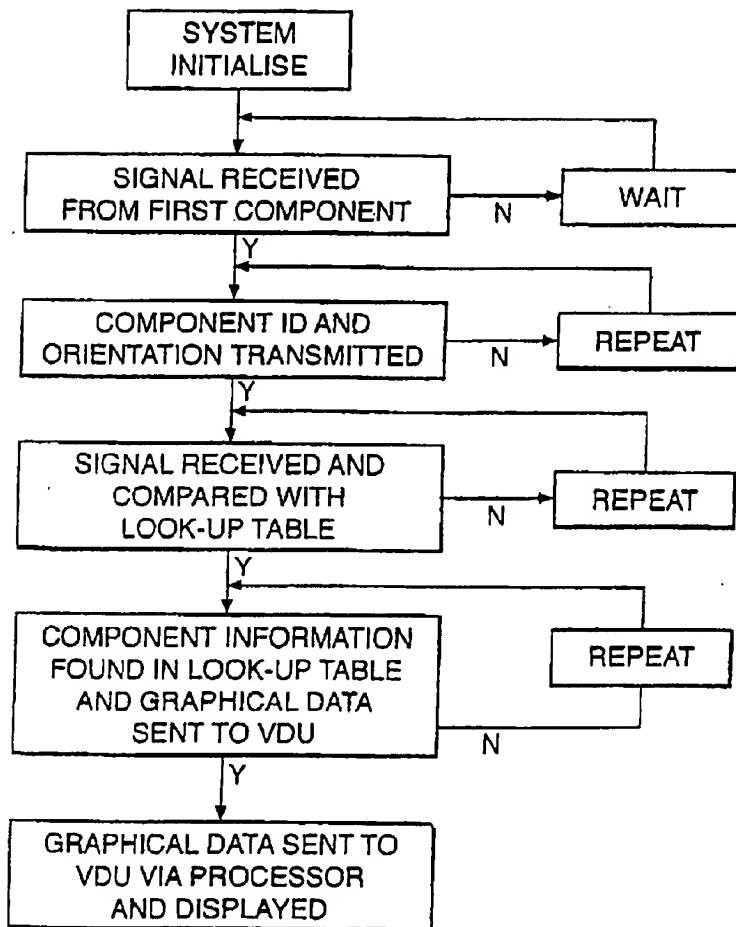 SYSTEM
INITIALISE
SIGNAL RECEIVED
FROM FIRST COMPONENT
N
WAIT
Y
COMPONENT ID AND
ORIENTATION TRANSMITTED
N
REPEAT
Y
SIGNAL RECEIVED AND
COMPARED WITH
LOOK-UP TABLE
N
REPEAT
Y
COMPONENT INFORMATION
FOUND IN LOOK-UP TABLE
AND GRAPHICAL DATA
SENT TO VDU
REPEAT
N
Y
GRAPHICAL DATA SENT TO
VDU VIA PROCESSOR
AND DISPLAYED